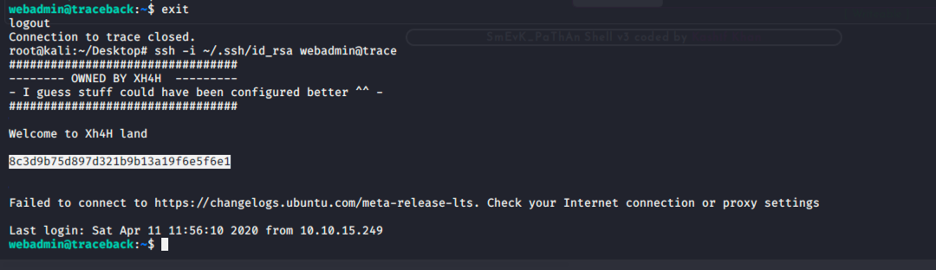 webadmin@traceback:~$ exit
logout
Connection to trace closed.
root@kali:~/Desktop# ssh -i ~/.ssh/id_rsa webadmin@trace
SmEvK_PaThAn Shell v2 coded by
#################################
-------- OWNED BY XH4H  ---------
- I guess stuff could have been configured better ^^ -
#################################
Welcome to Xh4H land
8c3d9b75d897d321b9b13a19f6e5f6e1
Failed to connect to https://changelogs.ubuntu.com/meta-release-lts. Check your Internet connection or proxy settings
Last login: Sat Apr 11 11:56:10 2020 from 10.10.15.249
webadmin@traceback:~$